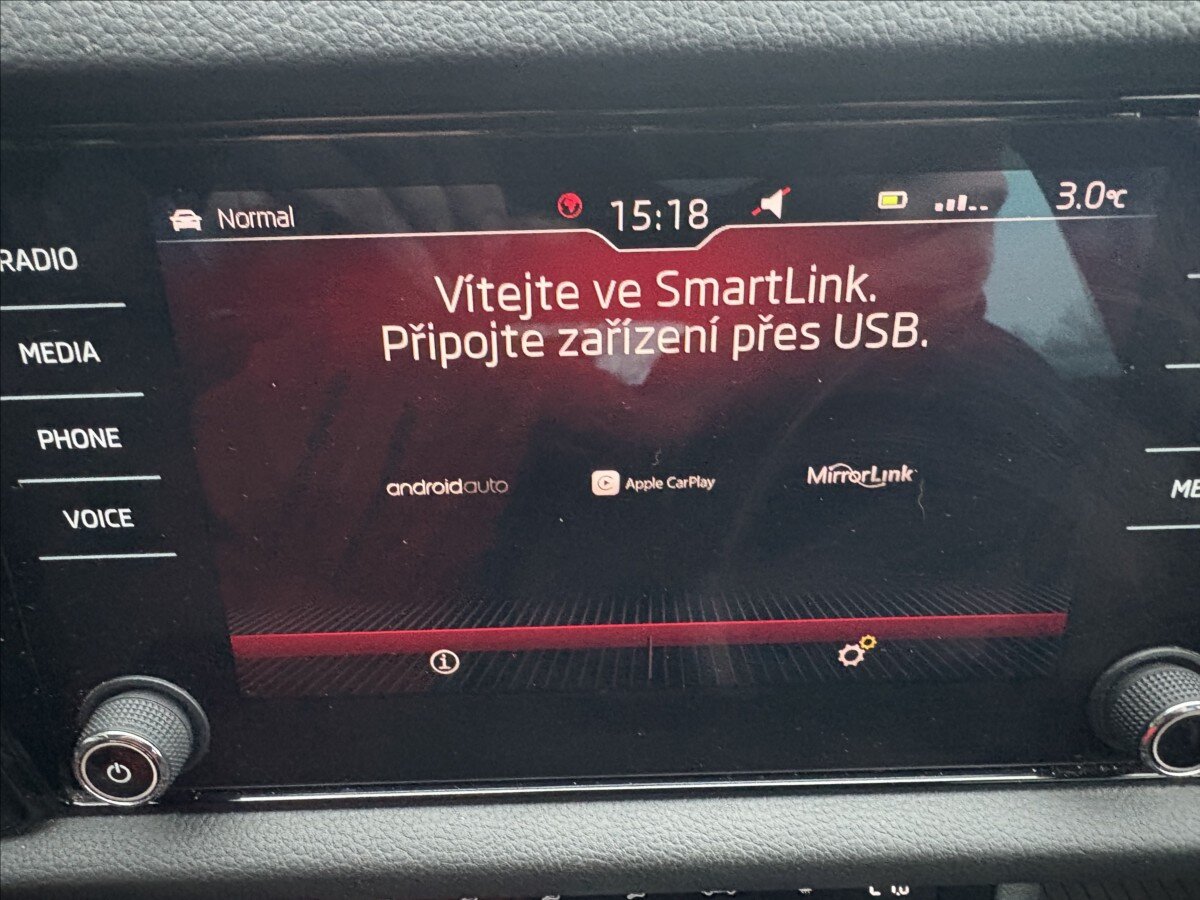 Normal
15:18
3.0°C
RADIO
MEDIA
PHONE
VOICE
Vítejte ve SmartLink.
Připojte zařízení přes USB.
androidauto
Apple CarPlay
MirrorLink